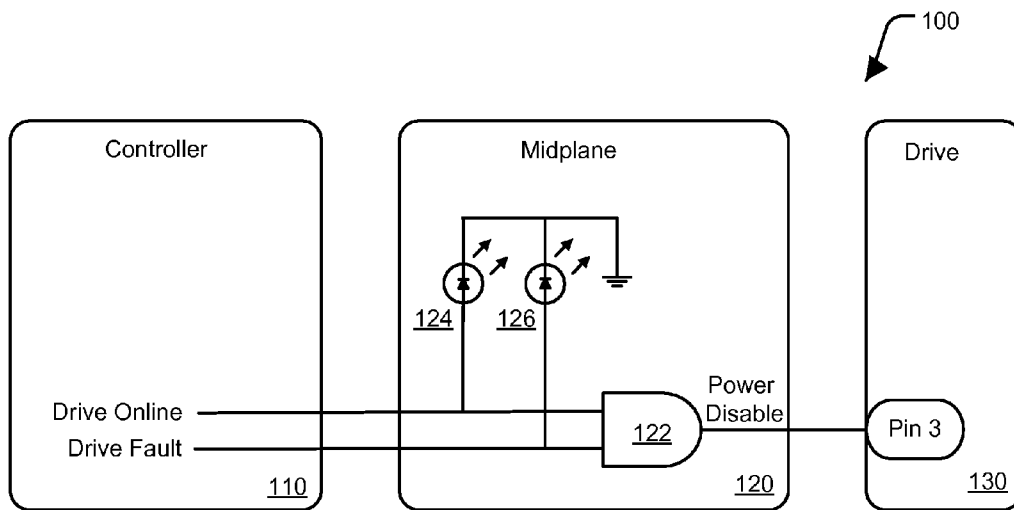 100
Controller
Midplane
Drive
124
126
Drive Online
Drive Fault
Power
Disable
122
Pin 3
110
120
130